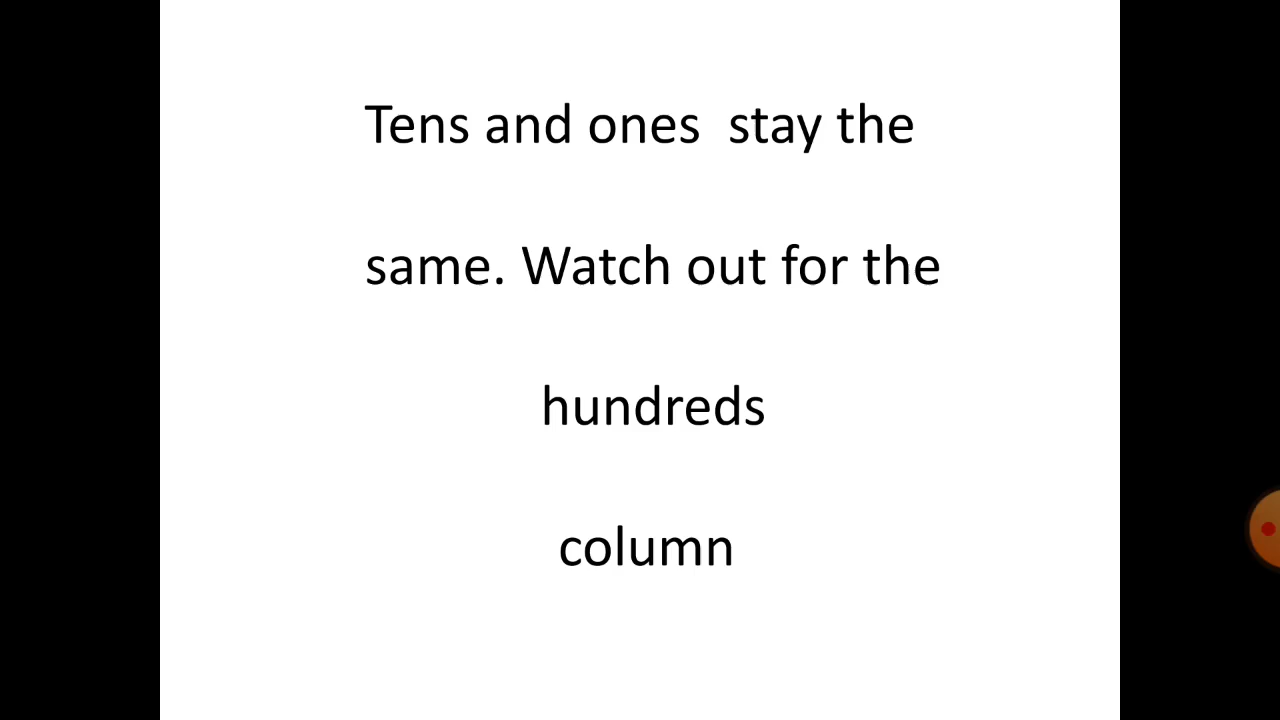 Tens and ones  stay the
same. Watch out for the
hundreds
column